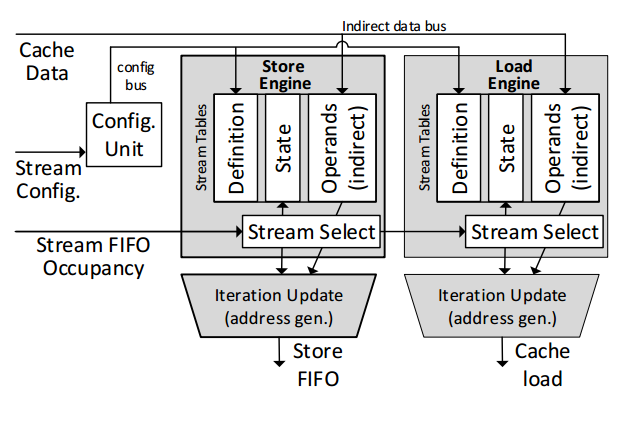 Indirect data bus
Cache
Data
config
bus
Config.
Unit
Stream
Config.
Stream FIFO
Occupancy
Store
Engine
Stream Tables
Definition
State
Operands
(indirect)
Stream Select
Iteration Update
(address gen.)
Store
FIFO
Load
Engine
Stream Tables
Definition
State
Operands
(indirect)
Stream Select
Iteration Update
(address gen.)
Cache
load